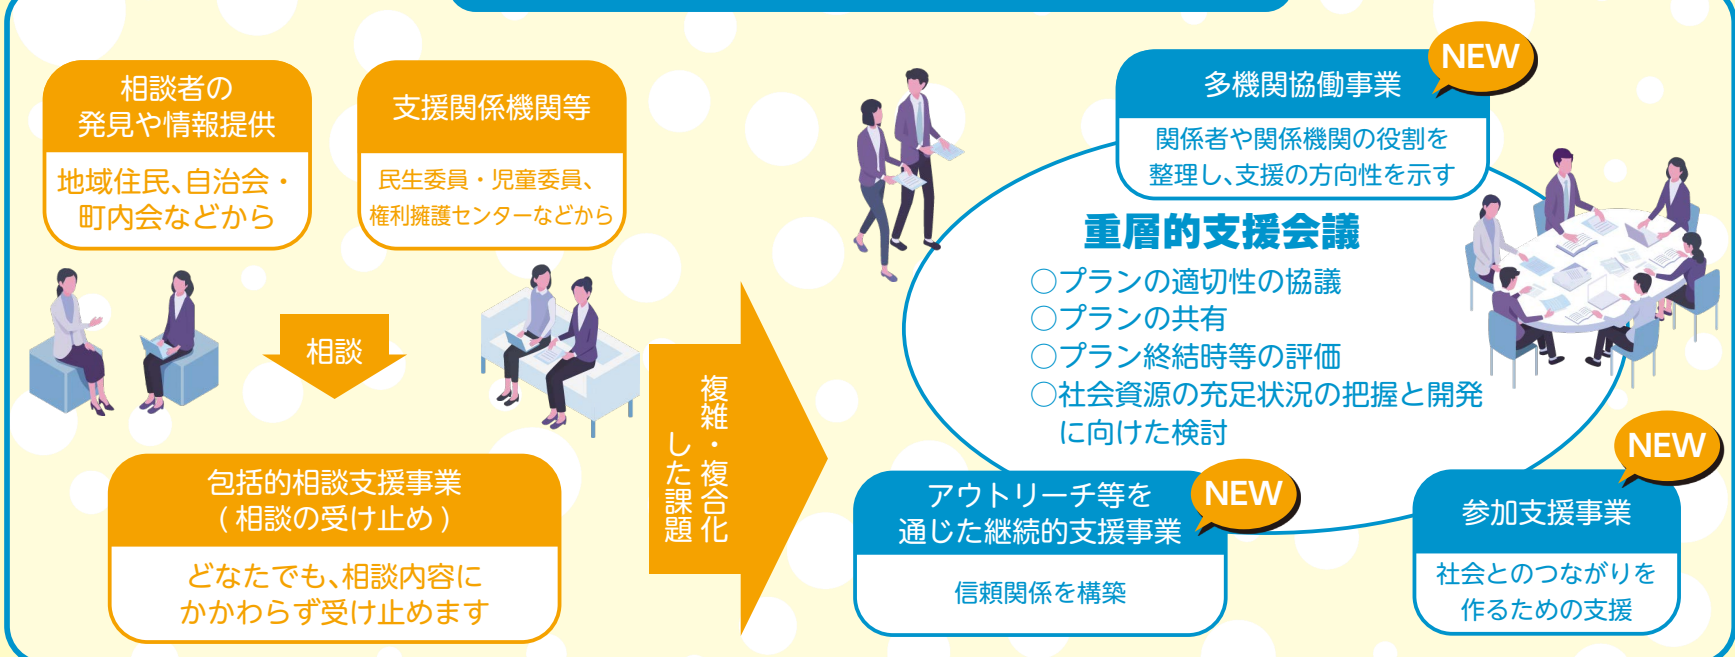 相談者の
発見や情報提供
地域住民、自治会・
町内会などから
支援関係機関等
民生委員・児童委員、
権利擁護センターなどから
相談
包括的相談支援事業
(相談の受け止め)
どなたでも、相談内容に
かかわらず受け止めます
複雑・複合化
した課題
NEW
多機関協働事業
関係者や関係機関の役割を
整理し、支援の方向性を示す
重層的支援会議
○プランの適切性の協議
○プランの共有
○プラン終結時等の評価
○社会資源の充足状況の把握と開発
に向けた検討
NEW
アウトリーチ等を
通じた継続的支援事業
信頼関係を構築
NEW
参加支援事業
社会とのつながりを
作るための支援